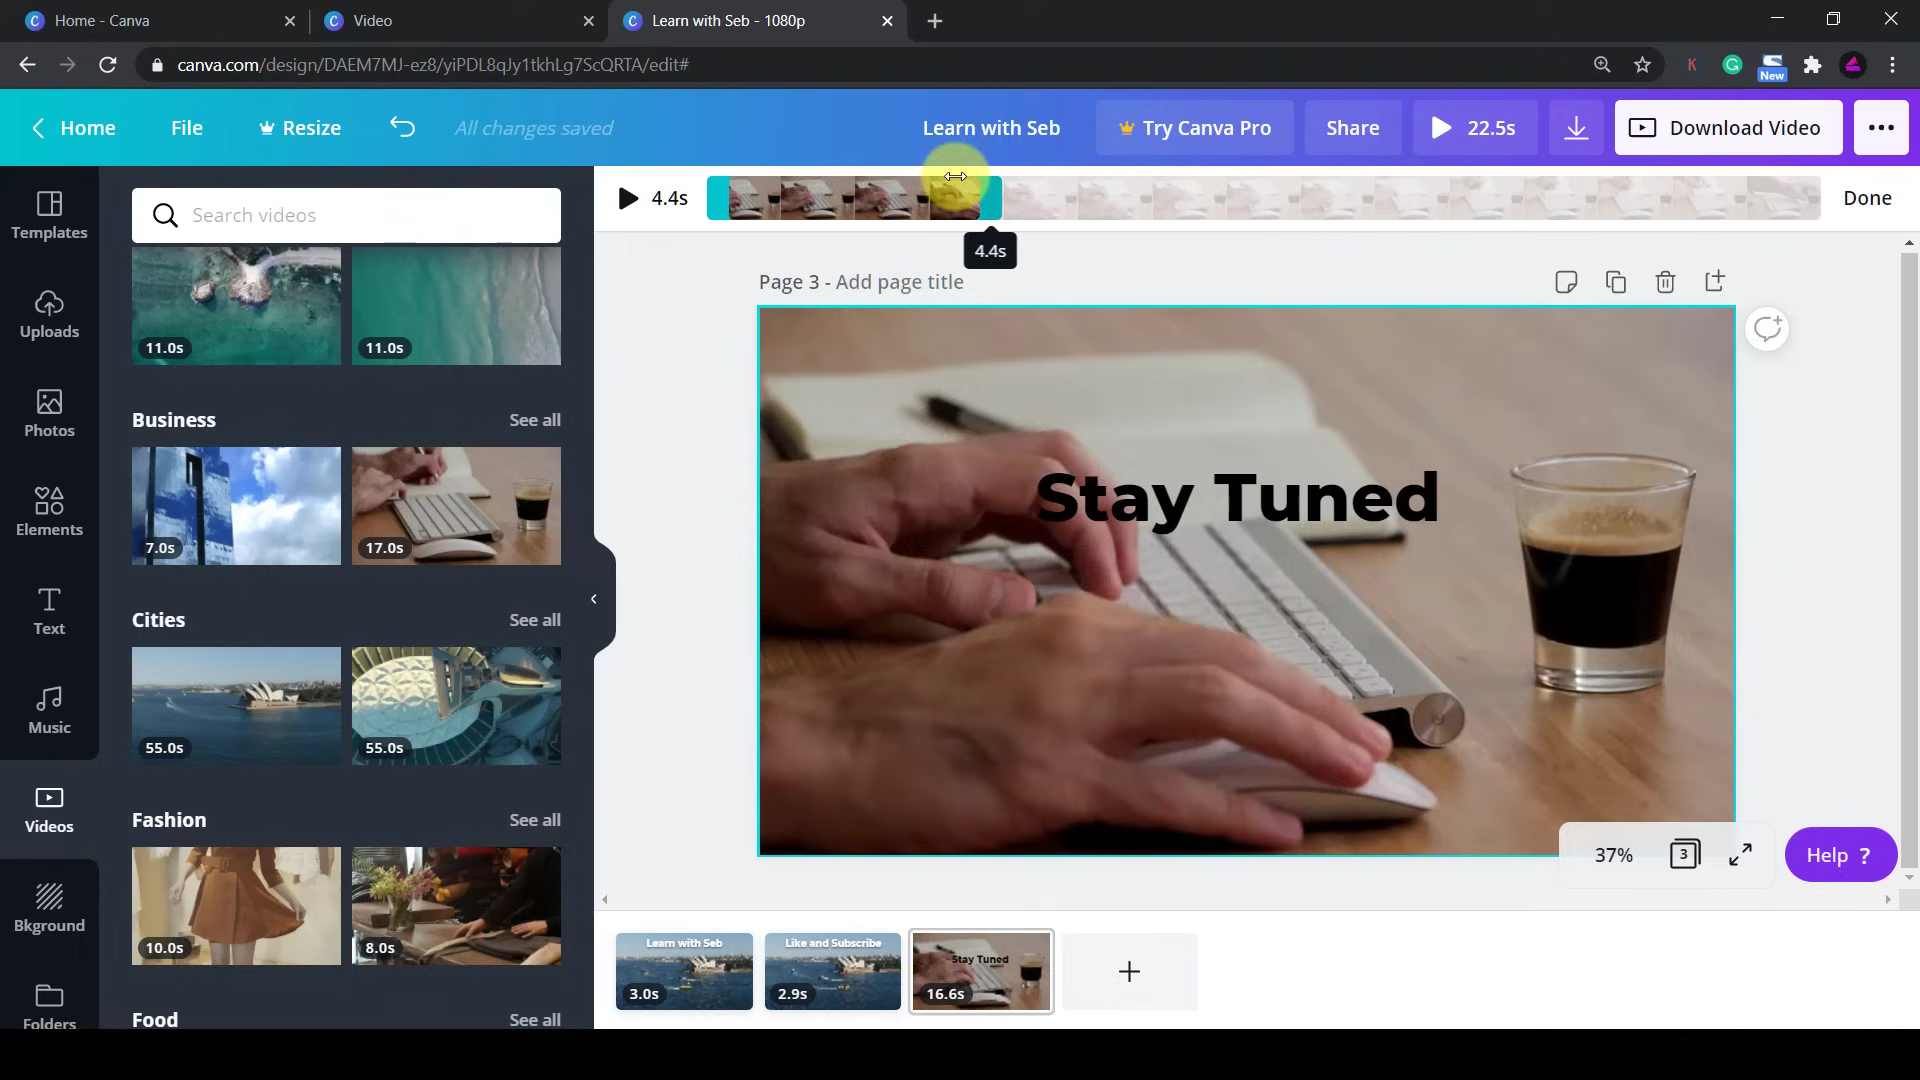 Home - Canva
Video
Learn with Seb - 1080p
canva.com/design/DAEM7MJ-ez8/yiPDL8qJy1tkhLg7ScQRTA/edit#
New
Home
File
Resize
All changes saved
Learn with Seb
Try Canva Pro
Share
22.5s
Download Video
Templates
Uploads
Photos
Elements
Text
Music
Videos
Bkground
Folders
Search videos
11.0s
11.0s
Business
See all
7.0s
17.0s
Cities
See all
55.0s
55.0s
Fashion
See all
10.0s
8.0s
Food
See all
4.4s
Done
4.4s
Page 3 - Add page title
Stay Tuned
37%
3
Help ?
Learn with Seb
3.0s
Like and Subscribe
2.9s
Stay Tuned
16.6s